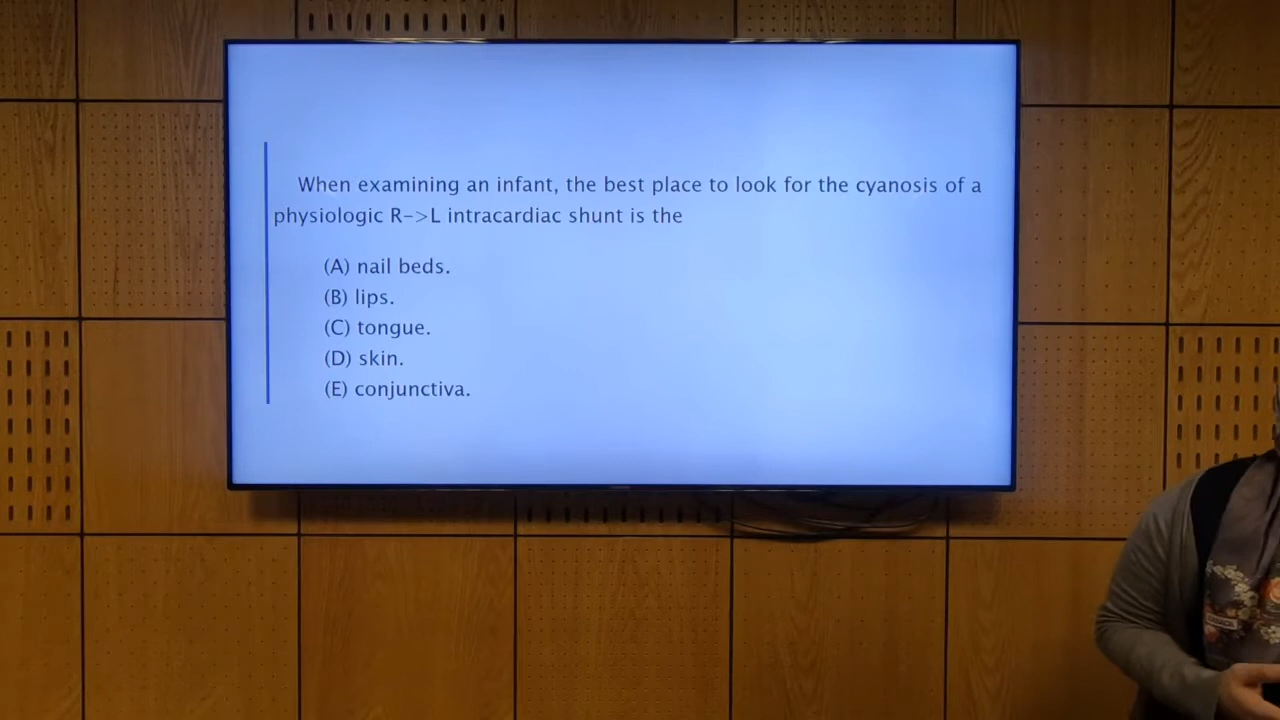 When examining an infant, the best place to look for the cyanosis of a
physiologic R->L intracardiac shunt is the
(A) nail beds.
(B) lips.
(C) tongue.
(D) skin.
(E) conjunctiva.